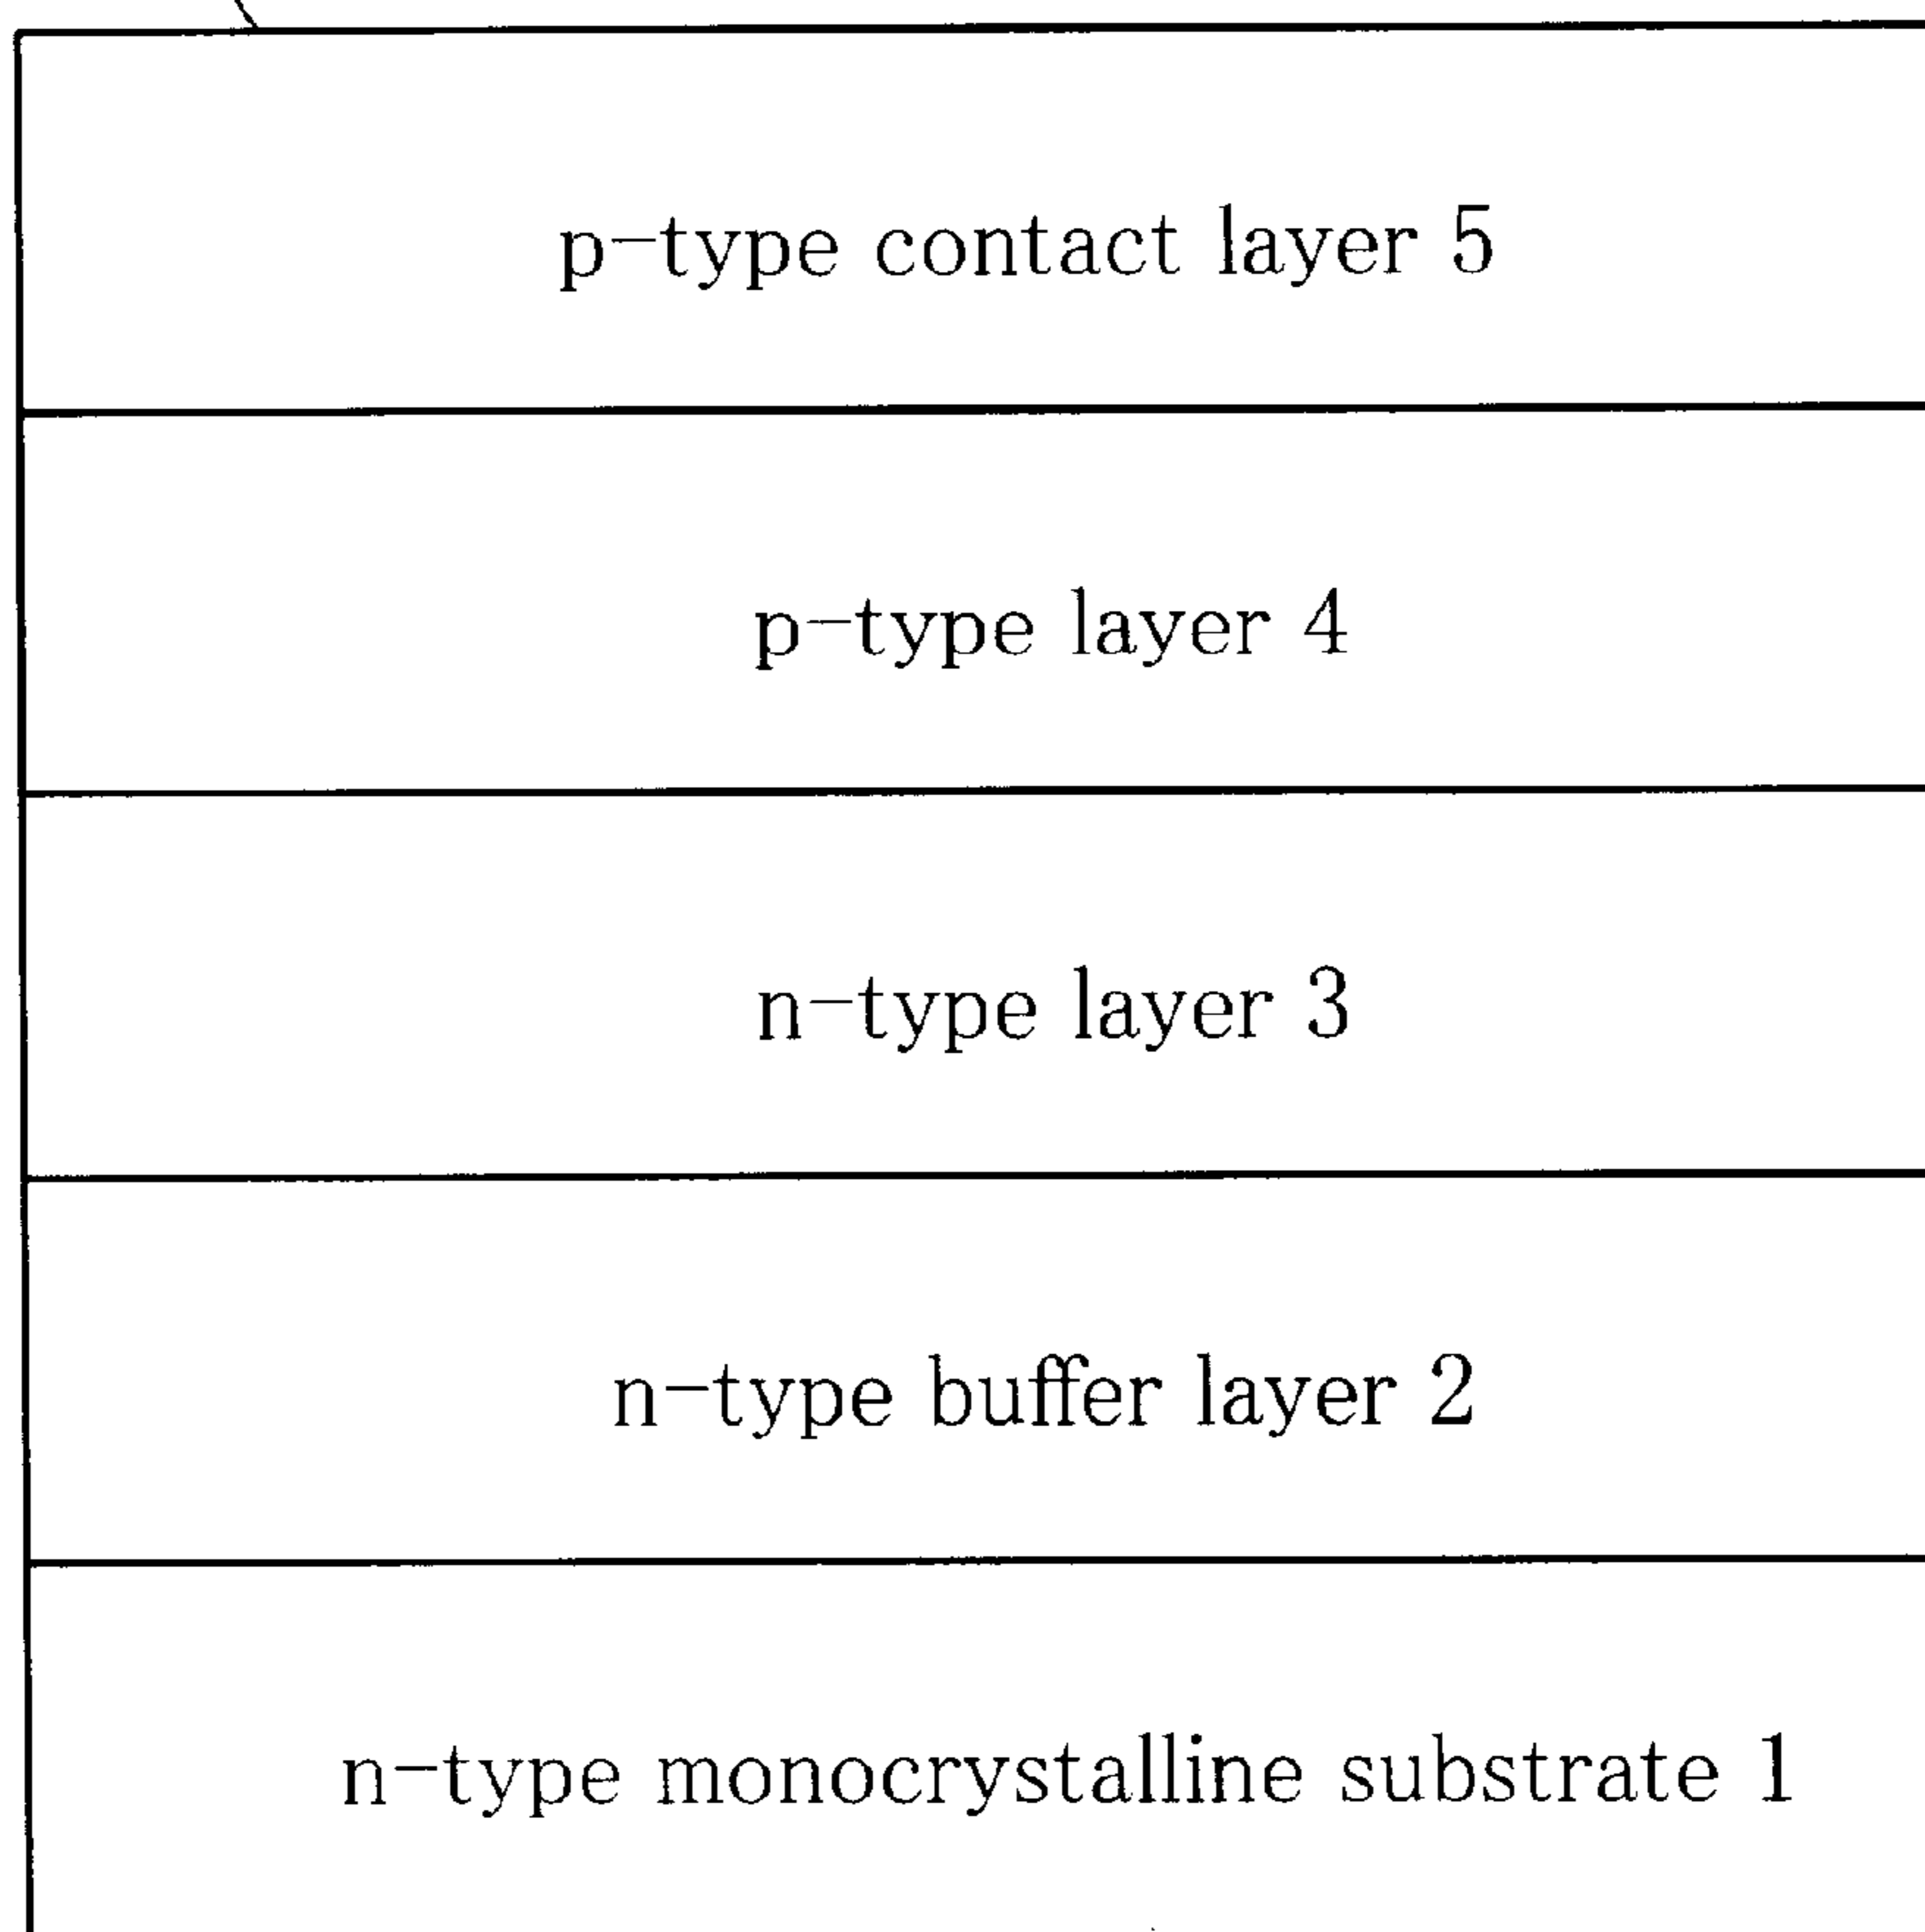 p-type contact layer 5
p-type layer 4
n-type layer 3
n-type buffer layer 2
n-type monocrystalline substrate 1